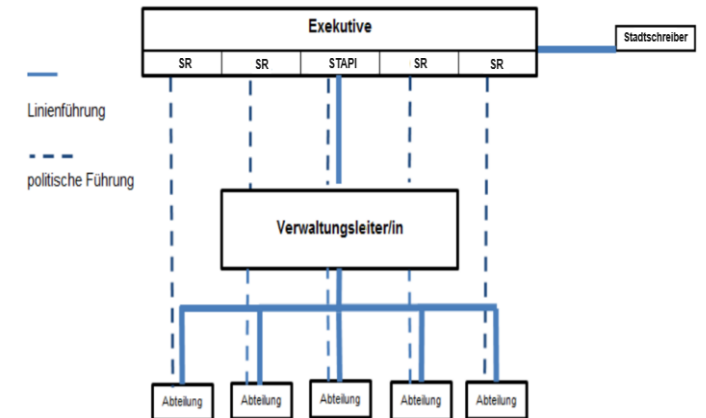 Exekutive
Stadtschreiber
SR SR STAPI SR SR
Linienführung
politische Führung
Verwaltungsleiter/in
Abteilung Abteilung Abteilung Abteilung Abteilung